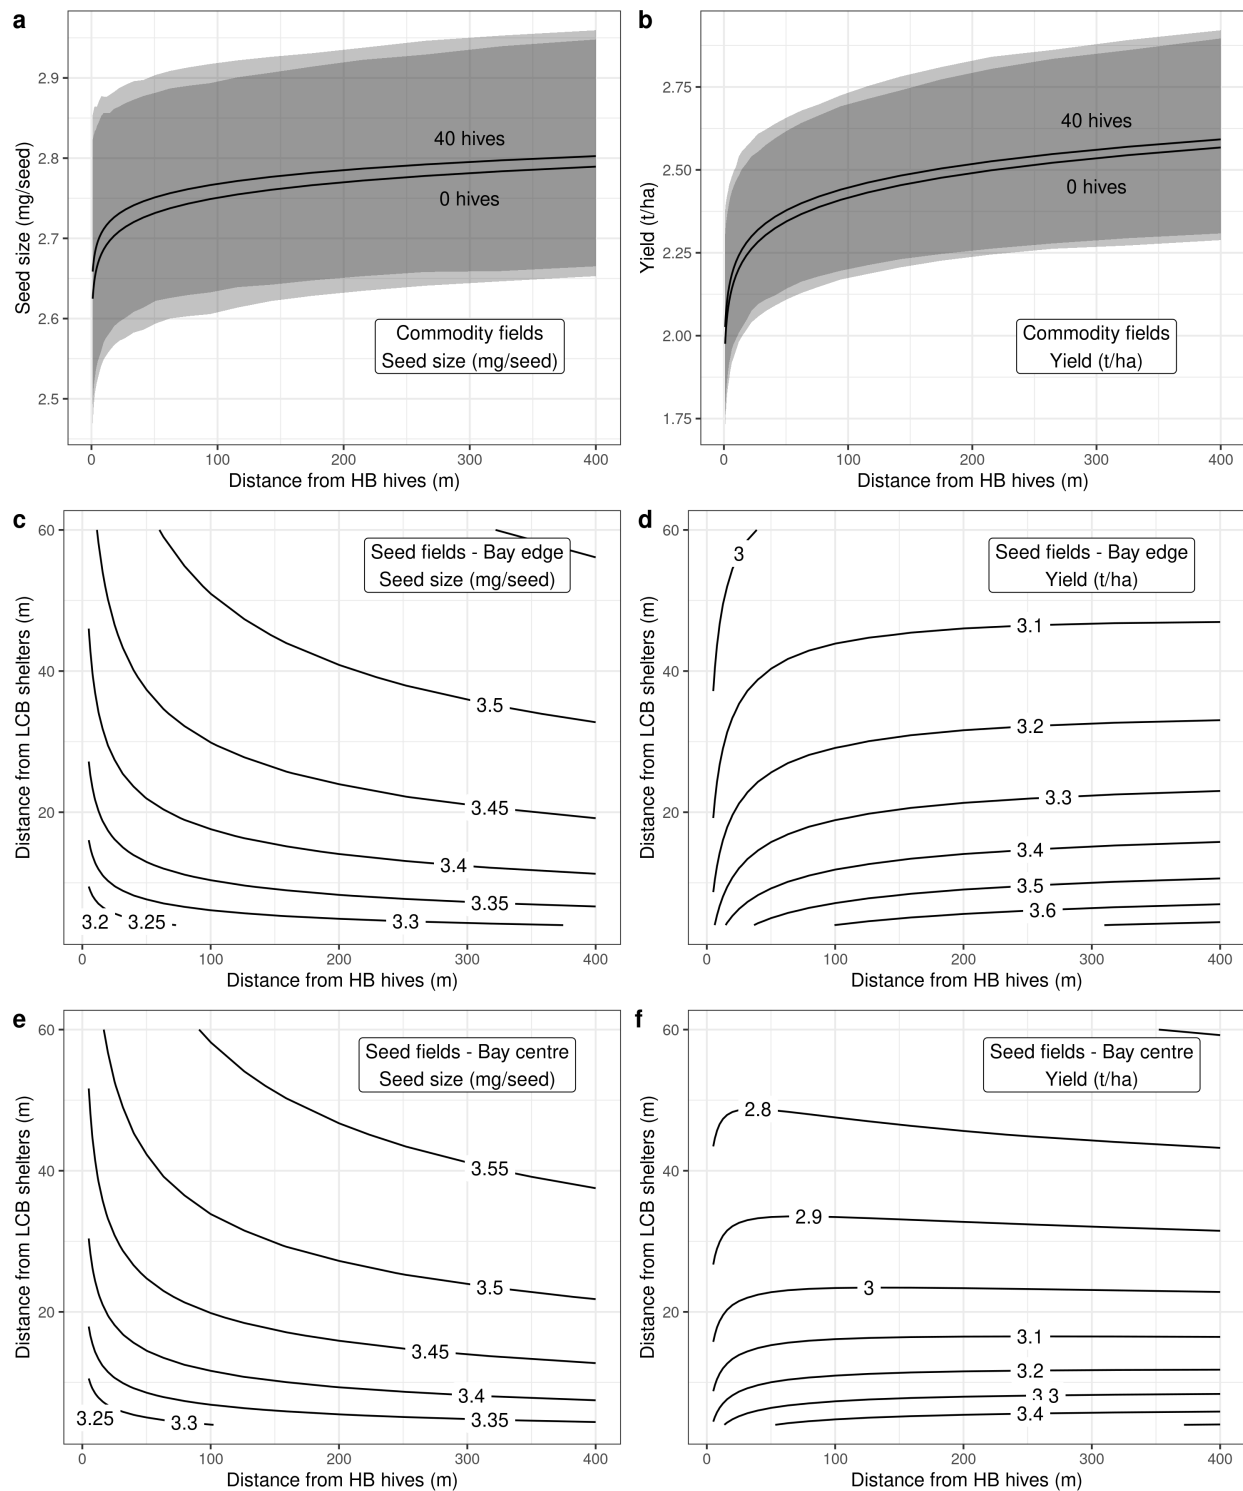 a
2.9
2.8
2.7
2.6
2.5
Seed size (mg/seed)
40 hives
0 hives
Commodity fields
Seed size (mg/seed)
0
100
200
300
400
Distance from HB hives (m)
b
2.75
2.50
2.25
2.00
1.75
Yield (t/ha)
40 hives
0 hives
Commodity fields
Yield (t/ha)
0
100
200
300
400
Distance from HB hives (m)
c
60
40
20
Distance from LCB shelters (m)
Seed fields - Bay edge
Seed size (mg/seed)
3.5
3.45
3.4
3.35
3.3
3.2
3.25
0
100
200
300
400
Distance from HB hives (m)
d
60
40
20
Distance from LCB shelters (m)
Seed fields - Bay edge
Yield (t/ha)
3
3.1
3.2
3.3
3.4
3.5
3.6
0
100
200
300
400
Distance from HB hives (m)
e
60
40
20
Distance from LCB shelters (m)
Seed fields - Bay centre
Seed size (mg/seed)
3.55
3.5
3.45
3.4
3.35
3.25
3.3
0
100
200
300
400
Distance from HB hives (m)
f
60
40
20
Distance from LCB shelters (m)
Seed fields - Bay centre
Yield (t/ha)
2.8
2.9
3
3.1
3.2
3.3
3.4
0
100
200
300
400
Distance from HB hives (m)